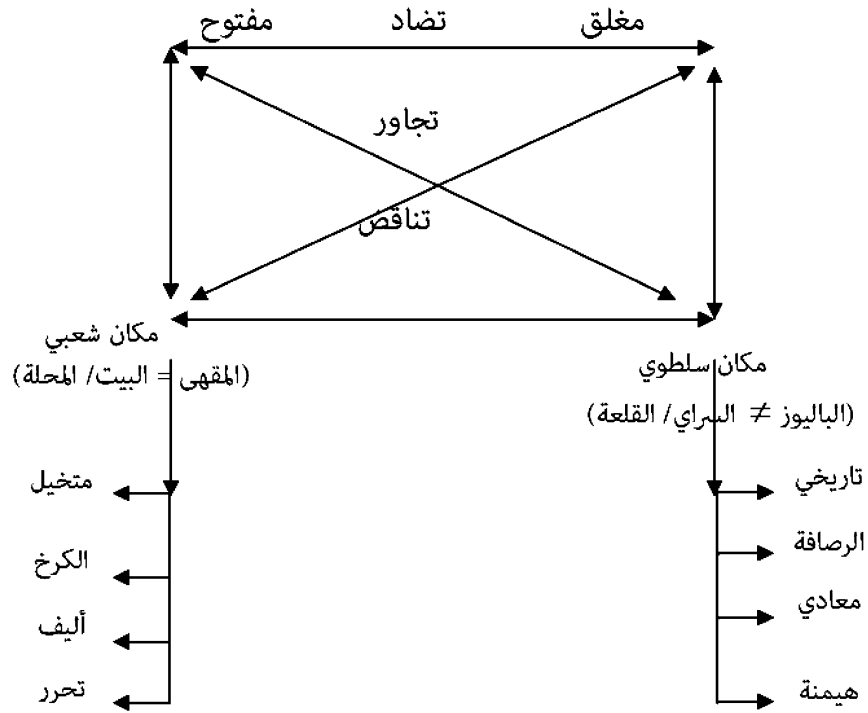 مغلق تضاد مفتوح
تجاور
تناقض
مكان شعبي
(المقهى = البيت/ المحلة)
مكان سلطوي
(الباليوز ≠ السراي/ القلعة)
تاريخي
الرصافة
معادي
هيمنة
متخيل
الكرخ
أليف
تحرر